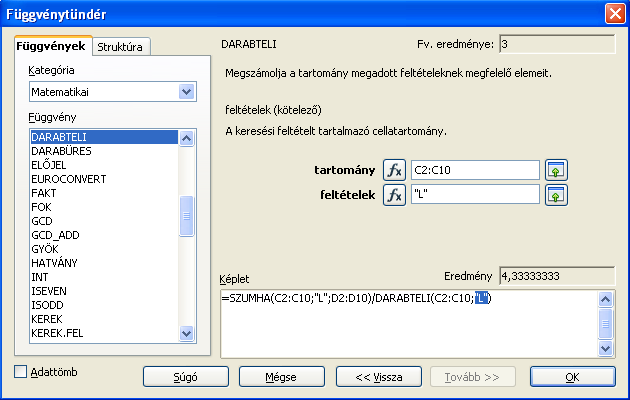 Függvénytündér
Függvények
Struktúra
Kategória
Matematikai
Függvény
DARABTELI
DARABÜRES
ELŐJEL
EUROCONVERT
FAKT
FOK
GCD
GCD_ADD
GYÖK
HATVÁNY
INT
ISEVEN
ISODD
KEREK
KEREK.FEL
DARABTELI
Fv. eredménye: 3
Megszámolja a tartomány megadott feltételeknek megfelelő elemeit.
feltételek (kötelező)
A keresési feltételt tartalmazó cellatartomány.
tartomány fx C2:C10
feltételek fx "L"
Képlet
Eredmény 4,33333333
=SZUMHA(C2:C10;"L";D2:D10)/DARABTELI(C2:C10;"L")
Adattömb
Súgó
Mégse
<< Vissza
Tovább >>
OK